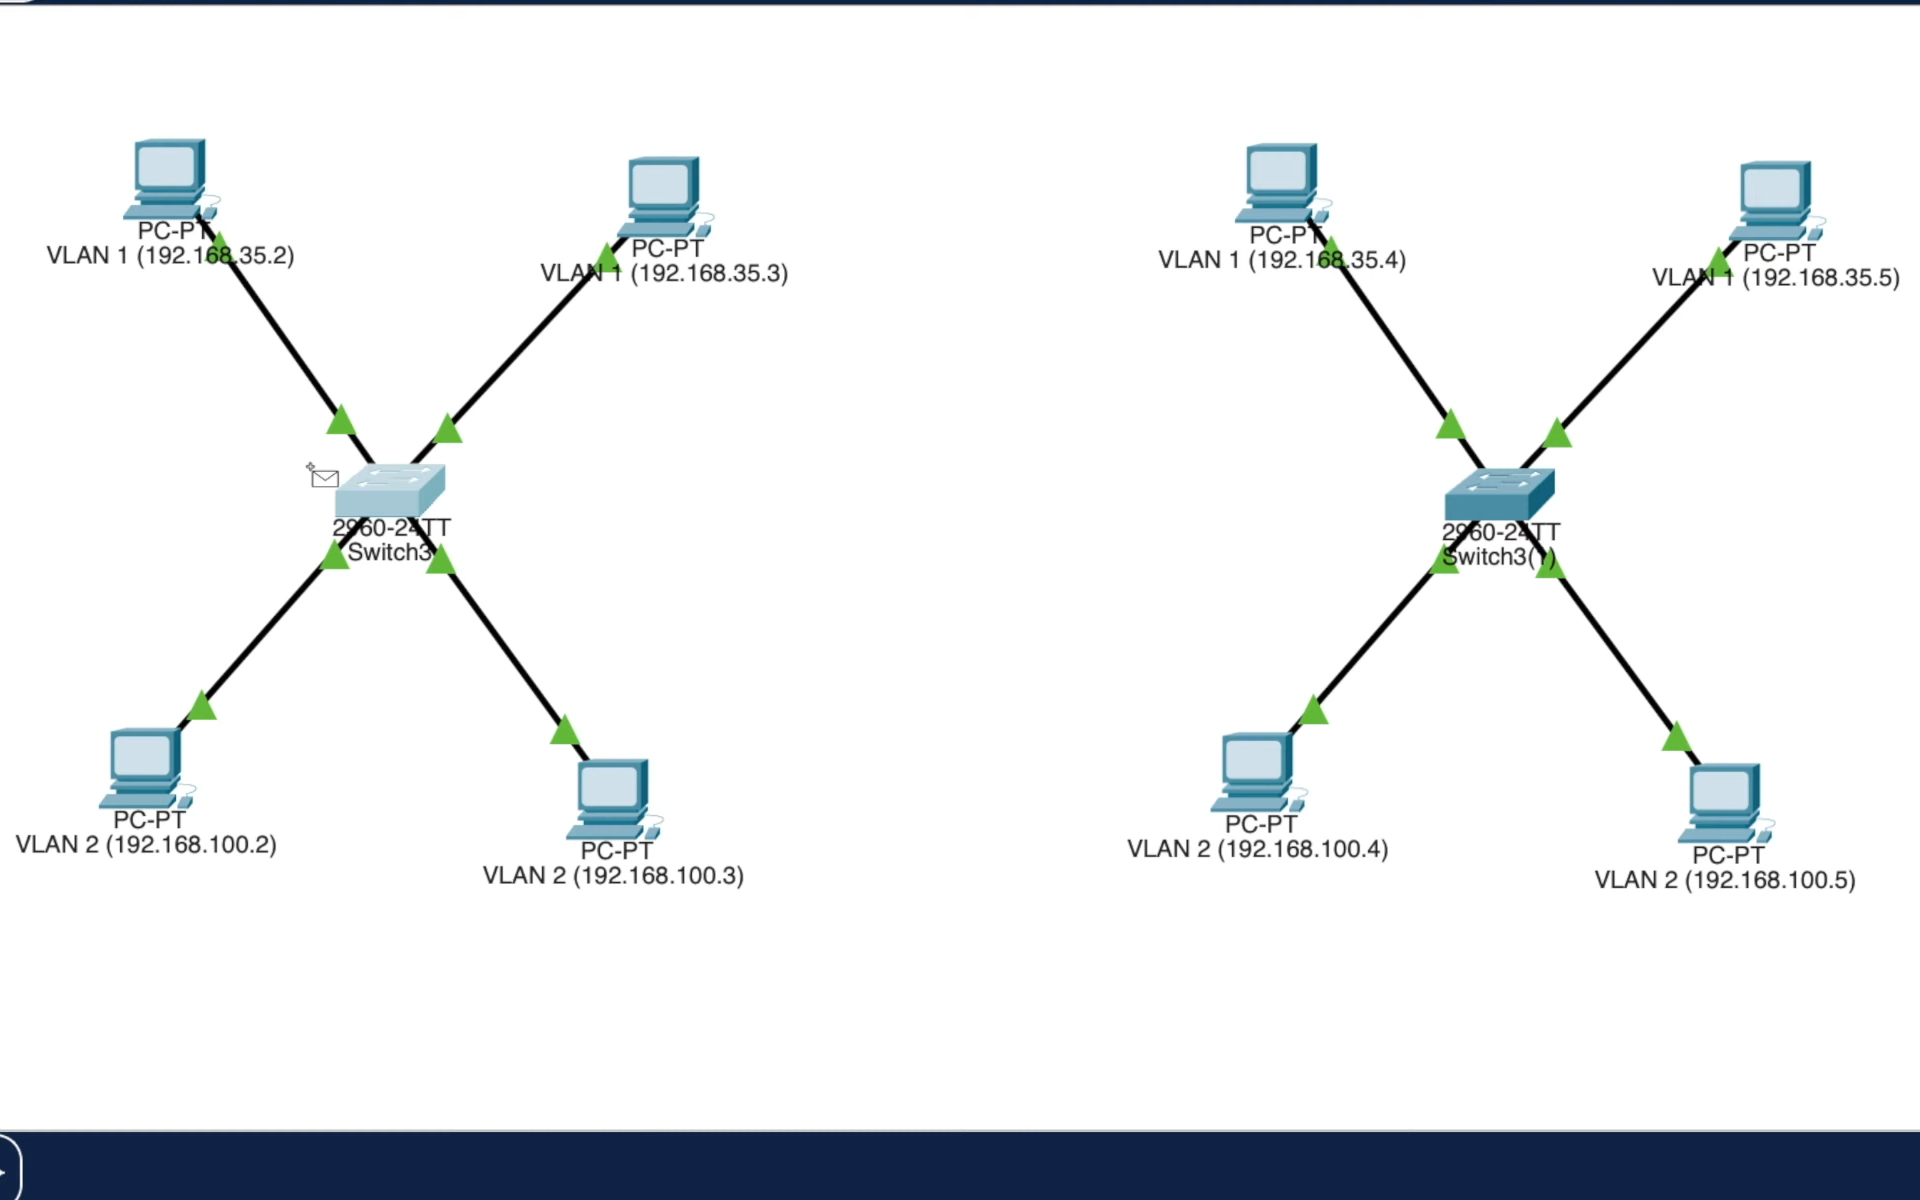 PC-PT
VLAN 1 (192.168.35.2)
PC-PT
VLAN 1 (192.168.35.3)
PC-PT
VLAN 1 (192.168.35.4)
PC-PT
VLAN 1 (192.168.35.5)
2960-24TT
Switch3
2960-24TT
Switch3(1)
PC-PT
VLAN 2 (192.168.100.2)
PC-PT
VLAN 2 (192.168.100.3)
PC-PT
VLAN 2 (192.168.100.4)
PC-PT
VLAN 2 (192.168.100.5)